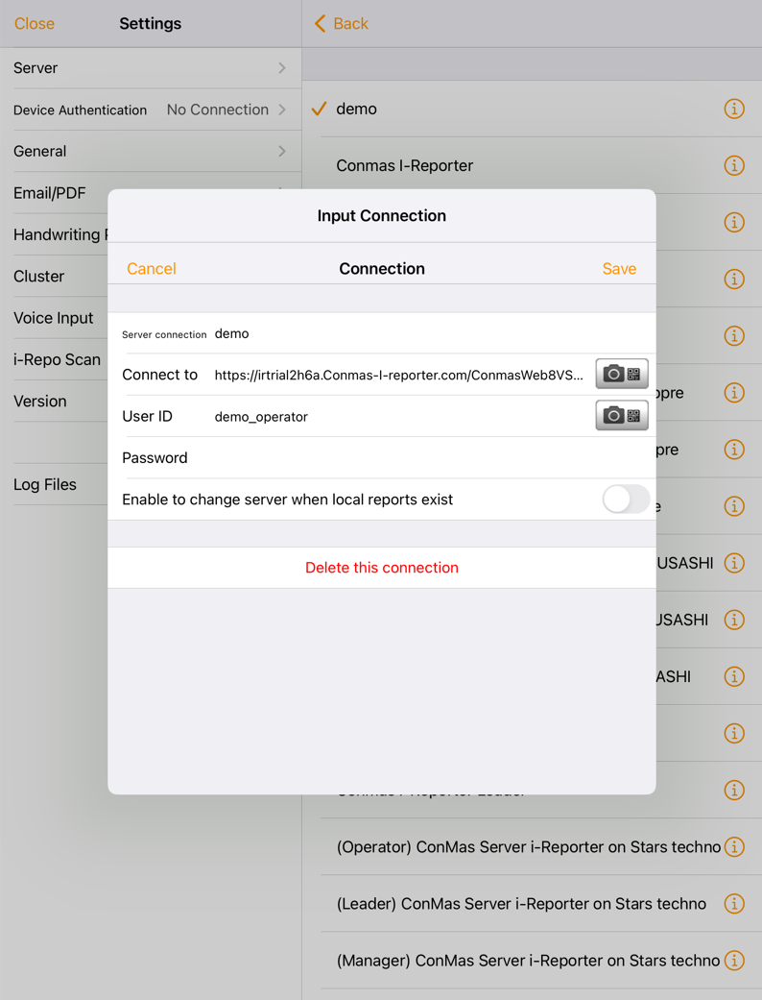 Close
Settings
Back
Server
Device Authentication No Connection
General
Email/PDF
Handwriting
Cluster
Voice Input
i-Repo Scan
Version
Log Files
demo
Conmas I-Reporter
Input Connection
Cancel
Connection
Save
Server connection demo
Connect to https://irtrial2h6a.Conmas-I-reporter.com/ConmasWeb8VS...
User ID demo_operator
Password
Enable to change server when local reports exist
Delete this connection
USASHI
USASHI
ASHI
(Operator) ConMas Server i-Reporter on Stars techno
(Leader) ConMas Server i-Reporter on Stars techno
(Manager) ConMas Server i-Reporter on Stars techno